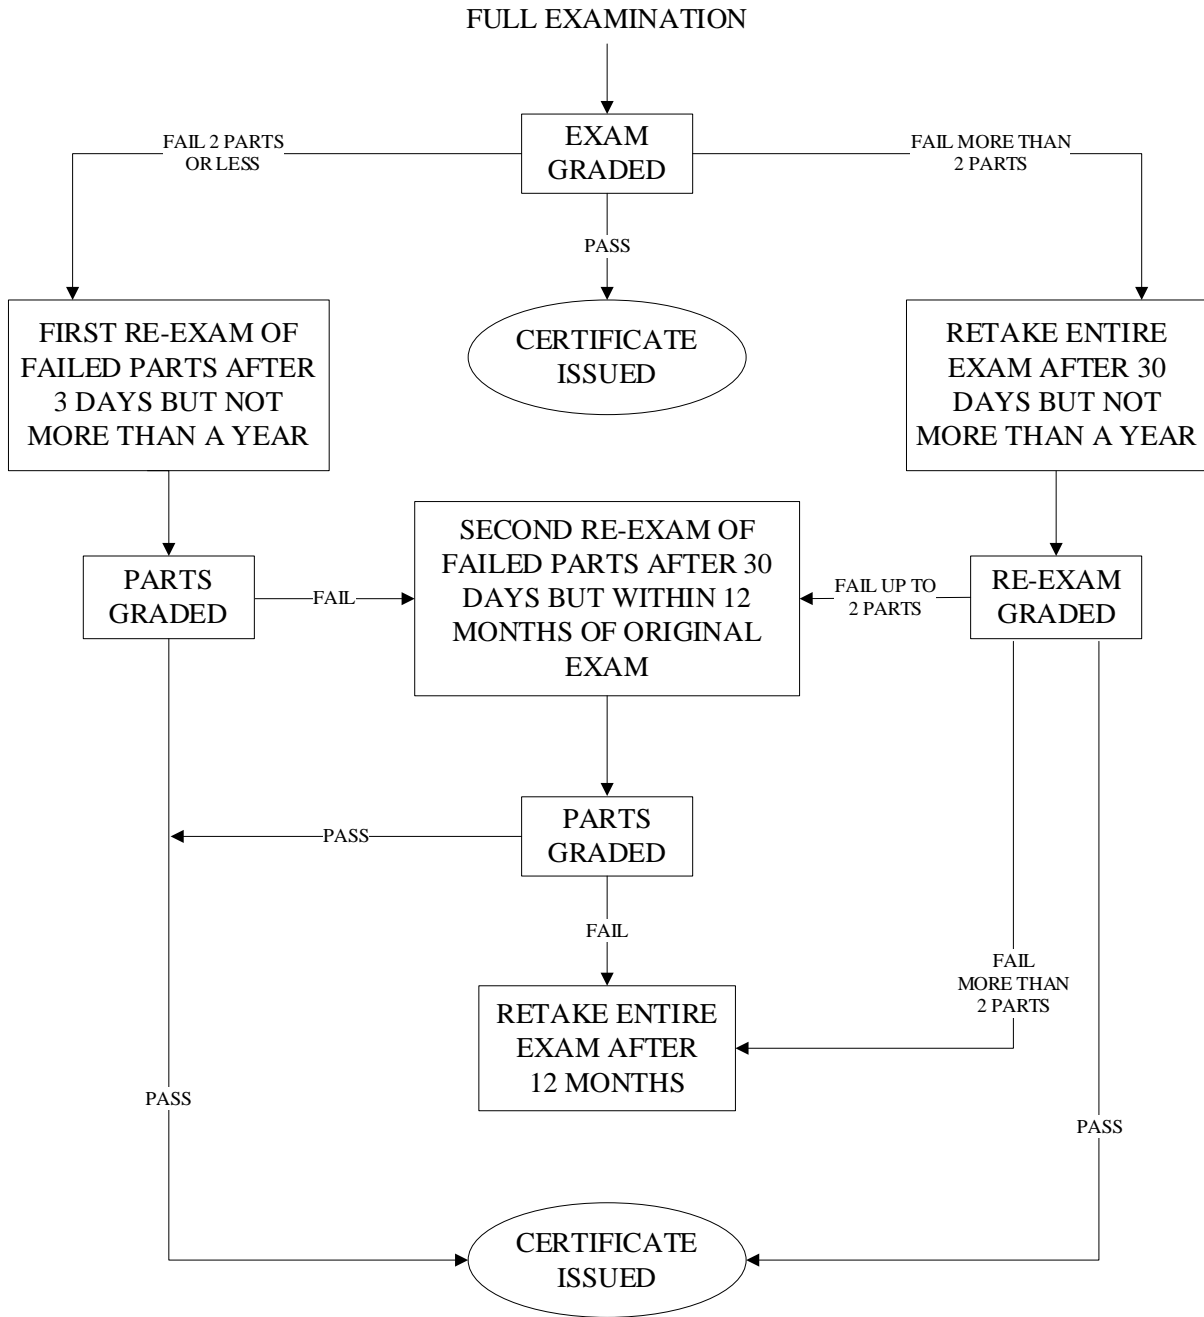 FULL EXAMINATION
EXAM
GRADED
FAIL 2 PARTS
OR LESS
FAIL MORE THAN
2 PARTS
PASS
FIRST RE-EXAM OF
FAILED PARTS AFTER
3 DAYS BUT NOT
MORE THAN A YEAR
CERTIFICATE
ISSUED
RETAKE ENTIRE
EXAM AFTER 30
DAYS BUT NOT
MORE THAN A YEAR
SECOND RE-EXAM OF
FAILED PARTS AFTER 30
DAYS BUT WITHIN 12
MONTHS OF ORIGINAL
EXAM
PARTS
GRADED
FAIL
FAIL UP TO
2 PARTS
RE-EXAM
GRADED
PASS
PARTS
GRADED
FAIL
FAIL
MORE THAN
2 PARTS
RETAKE ENTIRE
EXAM AFTER
12 MONTHS
PASS
PASS
CERTIFICATE
ISSUED